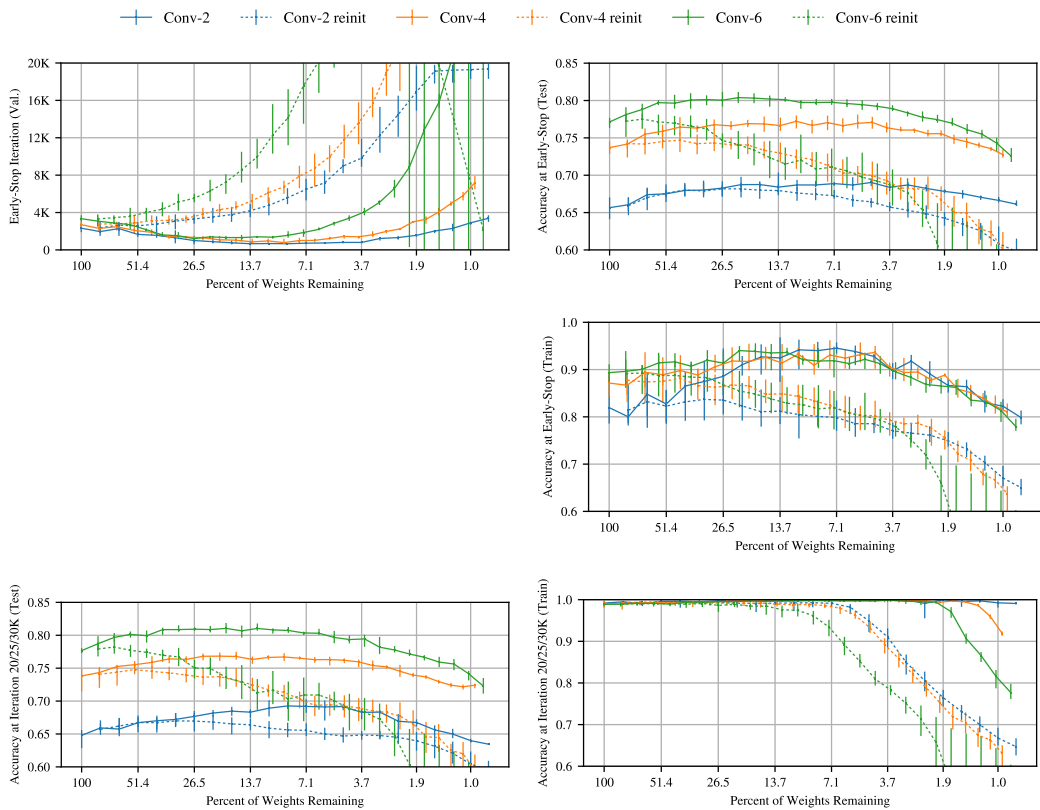 Conv-2 Conv-2 reinit Conv-4 Conv-4 reinit Conv-6 Conv-6 reinit
Early-Stop Iteration (Val.)
20K
16K
12K
8K
4K
0
100 51.4 26.5 13.7 7.1 3.7 1.9 1.0
Percent of Weights Remaining
Accuracy at Early-Stop (Test)
0.85
0.80
0.75
0.70
0.65
0.60
100 51.4 26.5 13.7 7.1 3.7 1.9 1.0
Percent of Weights Remaining
Accuracy at Early-Stop (Train)
1.0
0.9
0.8
0.7
0.6
100 51.4 26.5 13.7 7.1 3.7 1.9 1.0
Percent of Weights Remaining
Accuracy at Iteration 20/25/30K (Test)
0.85
0.80
0.75
0.70
0.65
0.60
100 51.4 26.5 13.7 7.1 3.7 1.9 1.0
Percent of Weights Remaining
Accuracy at Iteration 20/25/30K (Train)
1.0
0.9
0.8
0.7
0.6
100 51.4 26.5 13.7 7.1 3.7 1.9 1.0
Percent of Weights Remaining